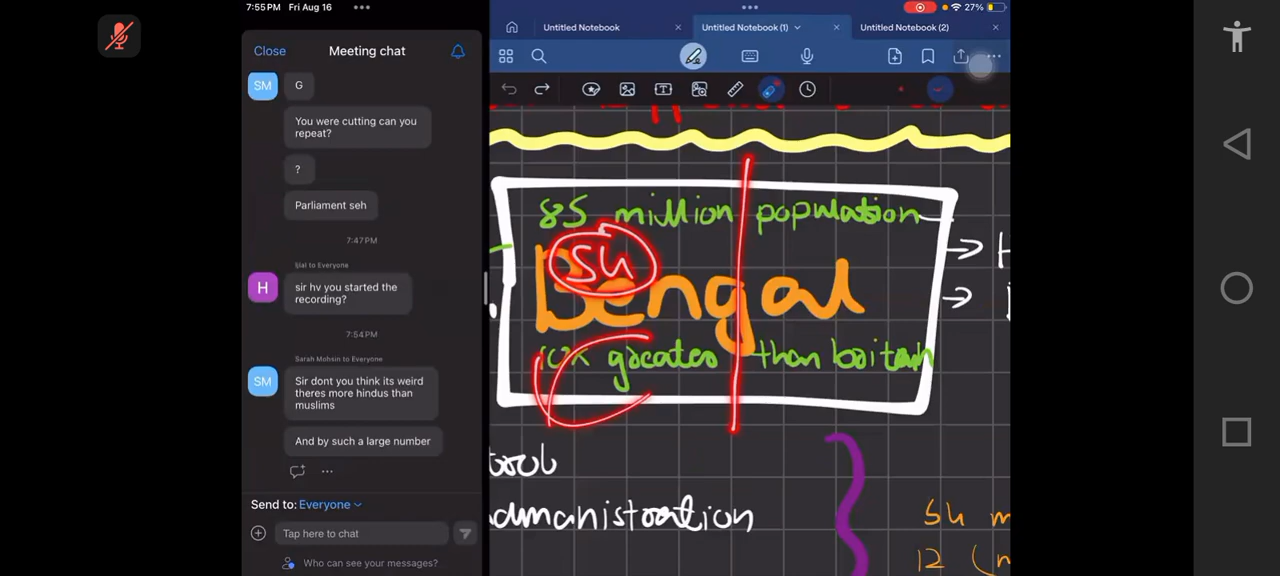 7:55 PM Fri Aug 16
27%
Close
Meeting chat
SM
G
You were cutting can you
repeat?
?
Parliament seh
7:47 PM
Ijlal to Everyone
H
sir hv you started the
recording?
7:54 PM
Sarah Mohsin to Everyone
SM
Sir dont you think its weird
theres more hindus than
muslims
And by such a large number
Send to: Everyone
Tap here to chat
Who can see your messages?
Untitled Notebook
Untitled Notebook (1)
Untitled Notebook (2)
85 million population
54
Bengal
10x greater than
administration
54 m
12 (m